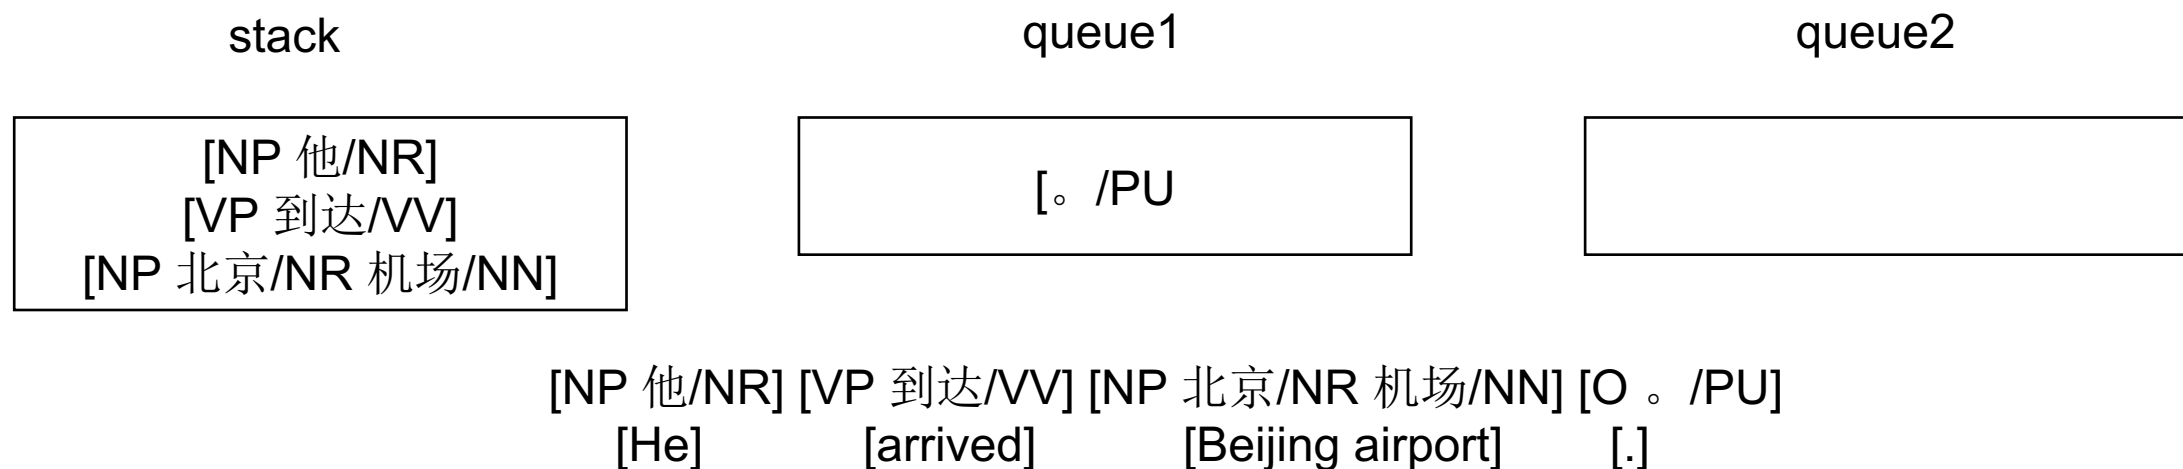 stack
queue1
queue2
[NP 他/NR]
[VP 到达/VV]
[NP 北京/NR 机场/NN]
[。/PU
[NP 他/NR] [VP 到达/VV] [NP 北京/NR 机场/NN] [O 。/PU]
[He] [arrived] [Beijing airport] [.]